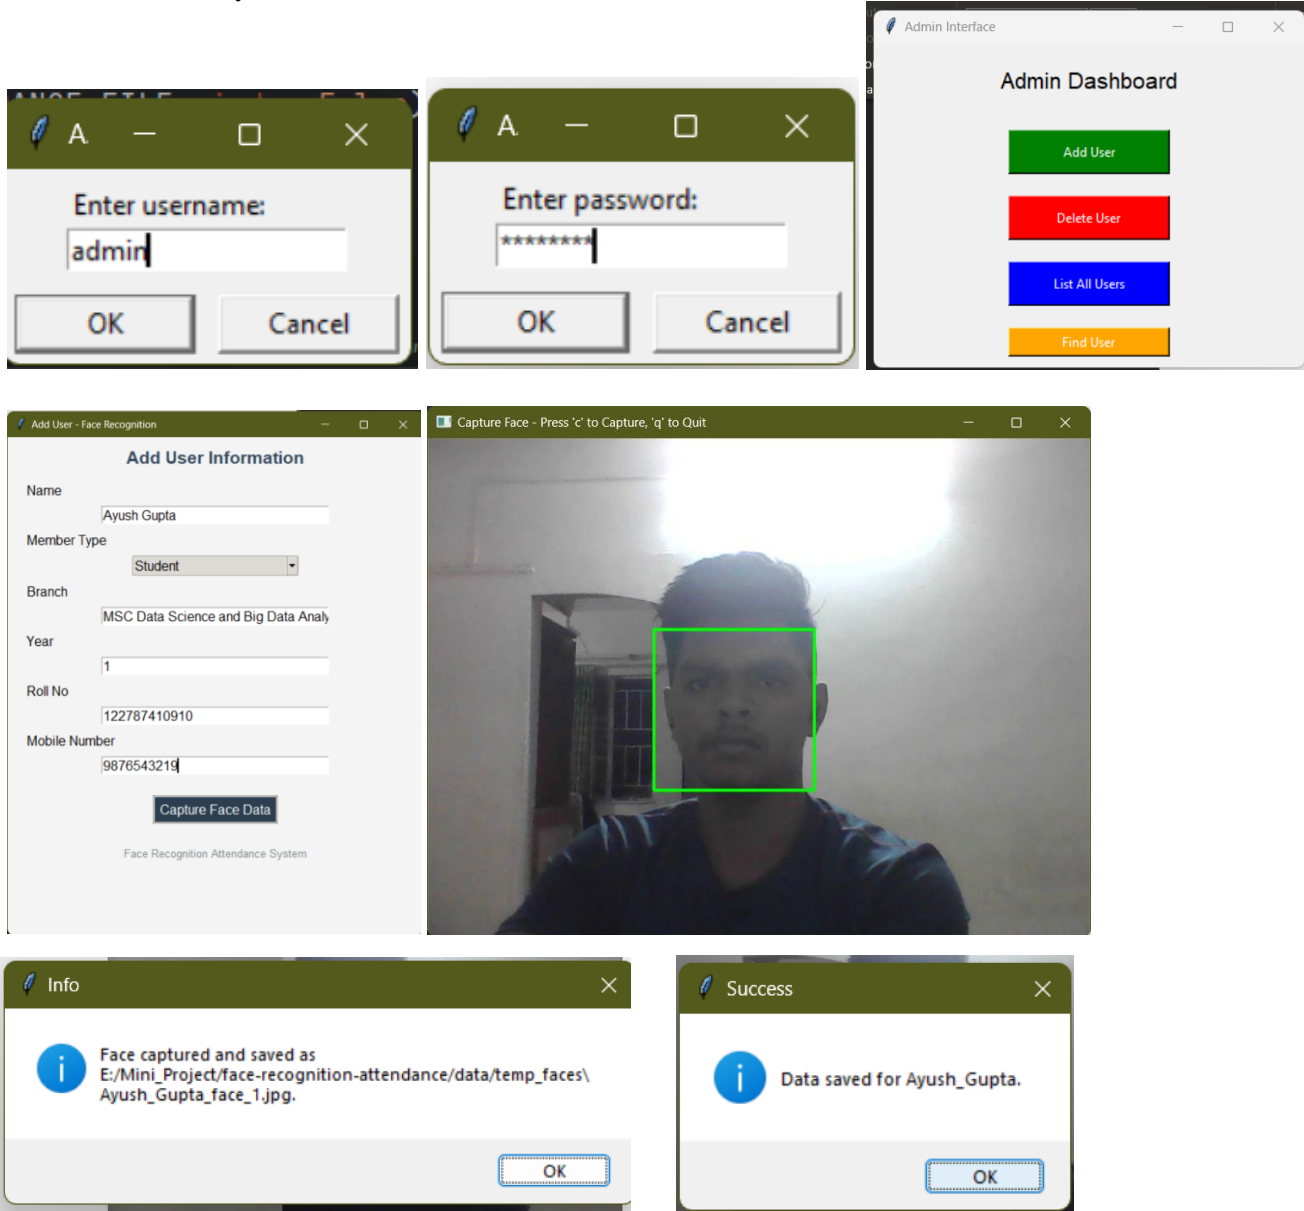 A.
Enter username:
admin
OK
Cancel
A.
Enter password:
********
OK
Cancel
Admin Interface
Admin Dashboard
Add User
Delete User
List All Users
Find User
Add User - Face Recognition
Add User Information
Name
Ayush Gupta
Member Type
Student
Branch
MSC Data Science and Big Data Analy
Year
1
Roll No
122787410910
Mobile Number
9876543219
Capture Face Data
Face Recognition Attendance System
Capture Face - Press 'c' to Capture, 'q' to Quit
Info
Face captured and saved as
E:/Mini_Project/face-recognition-attendance/data/temp_faces\
Ayush_Gupta_face_1.jpg.
OK
Success
Data saved for Ayush_Gupta.
OK